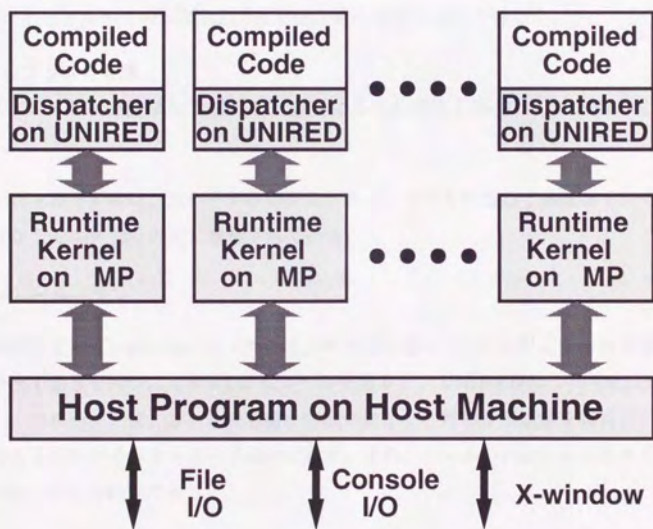 Compiled
Code
Dispatcher
on UNIRED
Compiled
Code
Dispatcher
on UNIRED
Compiled
Code
Dispatcher
on UNIRED
Runtime
Kernel
on MP
Runtime
Kernel
on MP
Runtime
Kernel
on MP
Host Program on Host Machine
File
I/O
Console
I/O
X-window